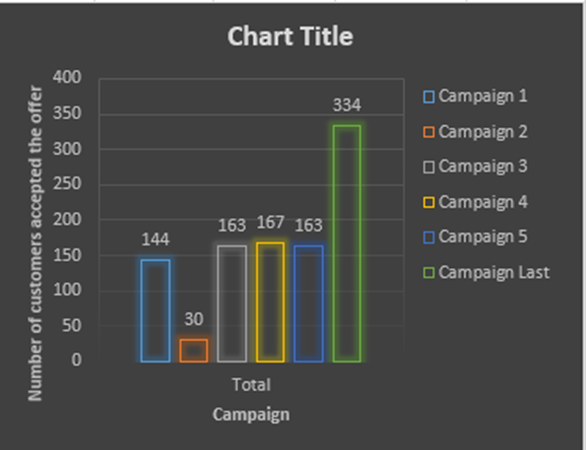 Chart Title
Number of customers accepted the offer
400
350
300
250
200
150
100
50
0
144
30
163
167
163
334
Total
Campaign
Campaign 1
Campaign 2
Campaign 3
Campaign 4
Campaign 5
Campaign Last